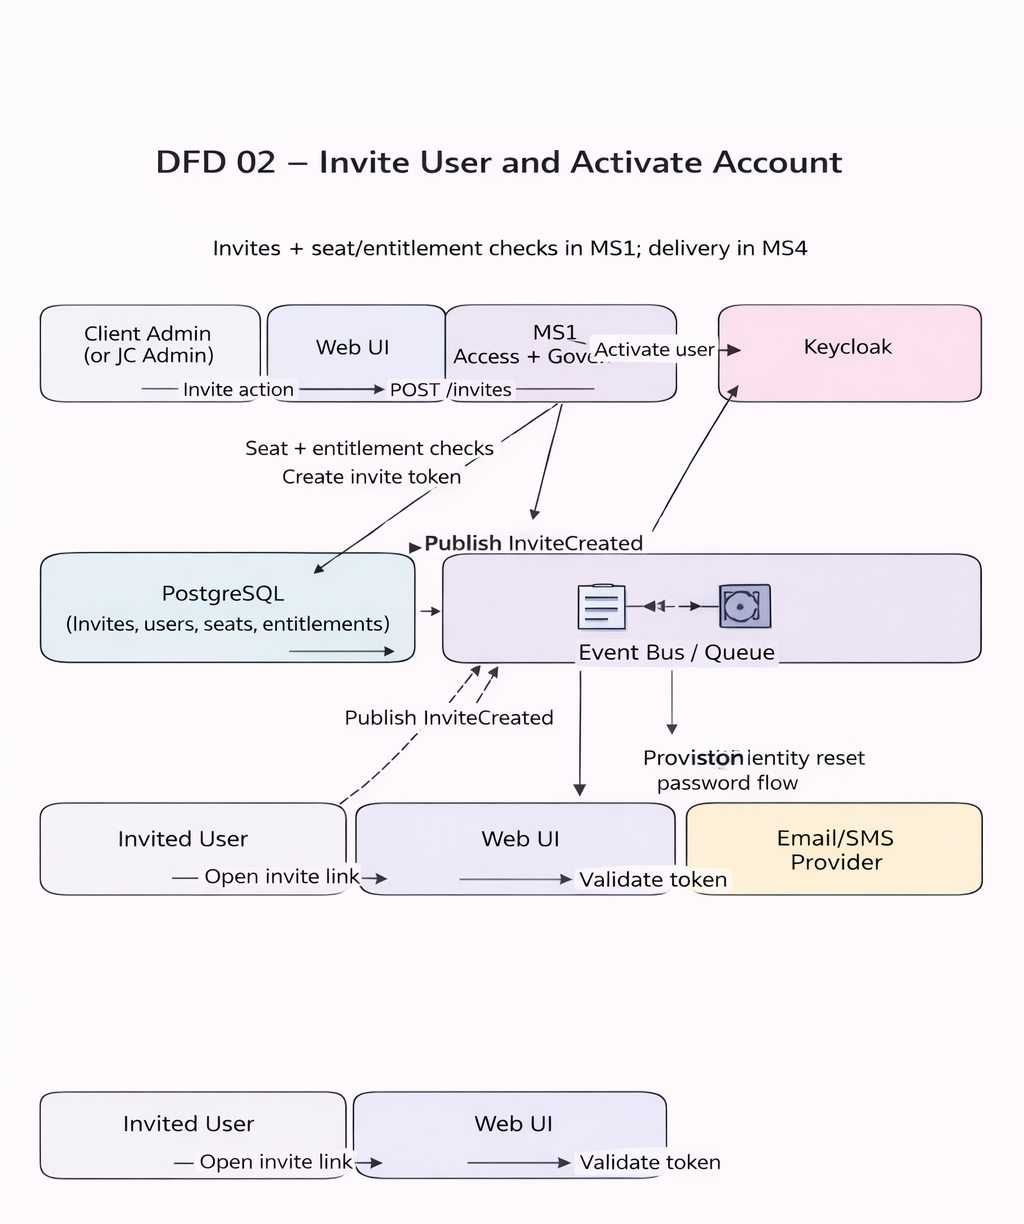 DFD 02 – Invite User and Activate Account
Invites + seat/entitlement checks in MS1; delivery in MS4
Client Admin
(or JC Admin)
Web UI
MS1
Access +
Activate user
Keycloak
Invite action
POST /invites
Seat + entitlement checks
Create invite token
Publish InviteCreated
PostgreSQL
(Invites, users, seats, entitlements)
Event Bus / Queue
Publish InviteCreated
reset
password flow
Invited User
Web UI
Email/SMS
Provider
Open invite link
Validate token
Invited User
Web UI
Open invite link
Validate token